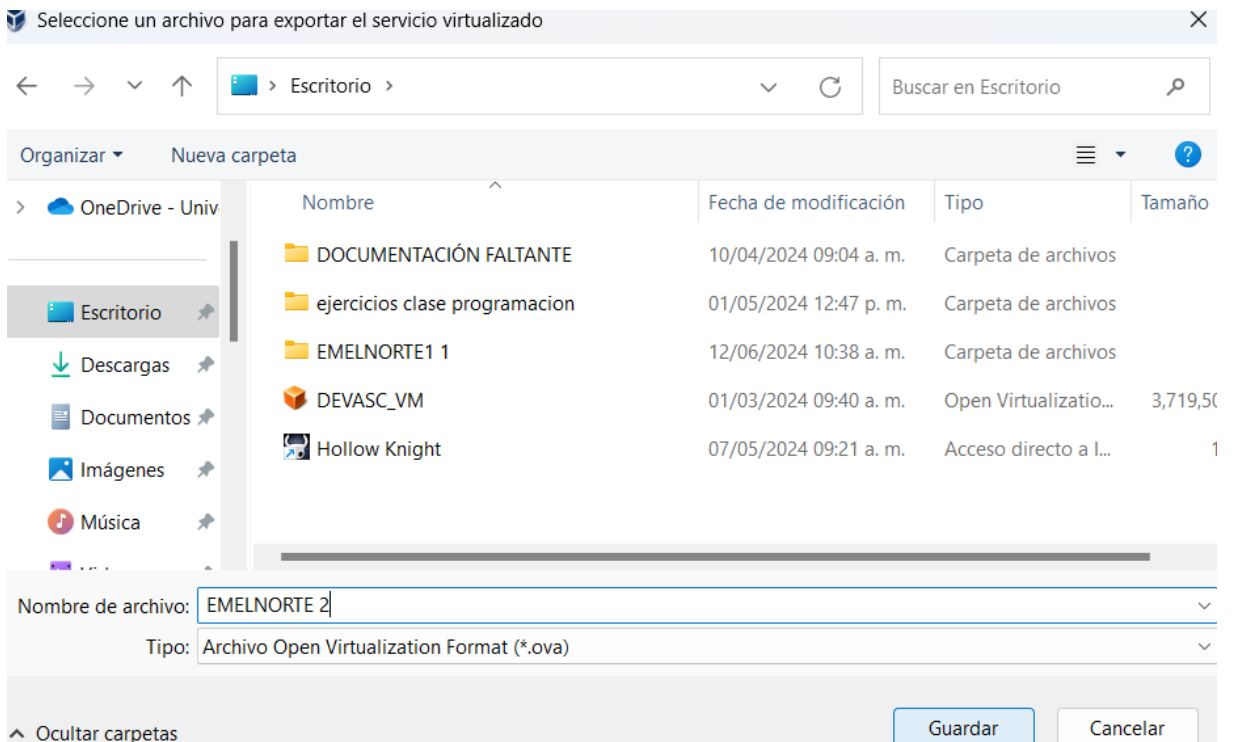 Seleccione un archivo para exportar el servicio virtualizado
Escritorio
Buscar en Escritorio
Organizar
Nueva carpeta
OneDrive - Univ
Nombre
Fecha de modificación
Tipo
Tamaño
DOCUMENTACIÓN FALTANTE 10/04/2024 09:04 a. m. Carpeta de archivos
ejercicios clase programacion 01/05/2024 12:47 p. m. Carpeta de archivos
Escritorio
EMELNORTE1 1 12/06/2024 10:38 a. m. Carpeta de archivos
Descargas
DEVASC_VM 01/03/2024 09:40 a. m. Open Virtualizatio... 3,719,50
Documentos
Hollow Knight 07/05/2024 09:21 a. m. Acceso directo a l... 1
Imágenes
Música
Nombre de archivo: EMELNORTE 2
Tipo: Archivo Open Virtualization Format (*.ova)
Ocultar carpetas
Guardar
Cancelar